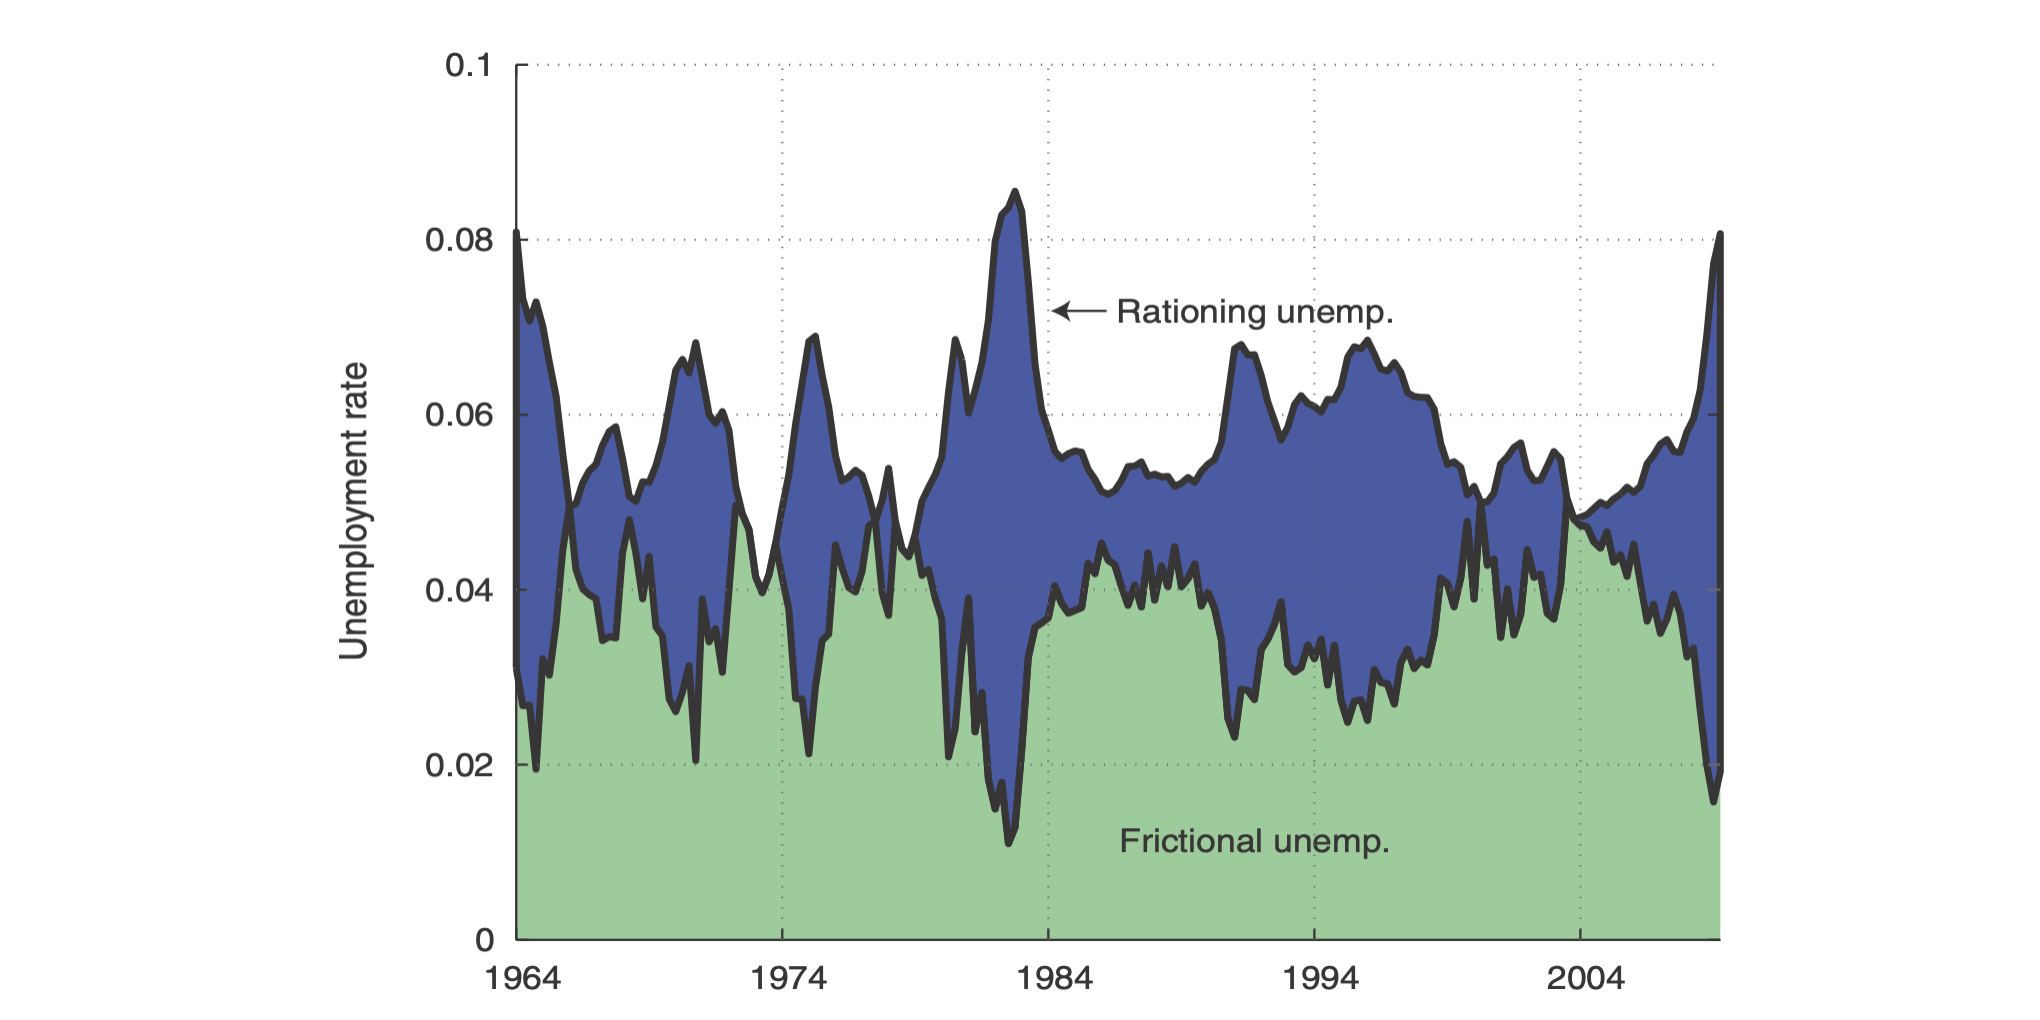 0.1
0.08
Rationing unemp.
0.06
Unemployment rate
0.04
0.02
Frictional unemp.
0
1964 1974 1984 1994 2004